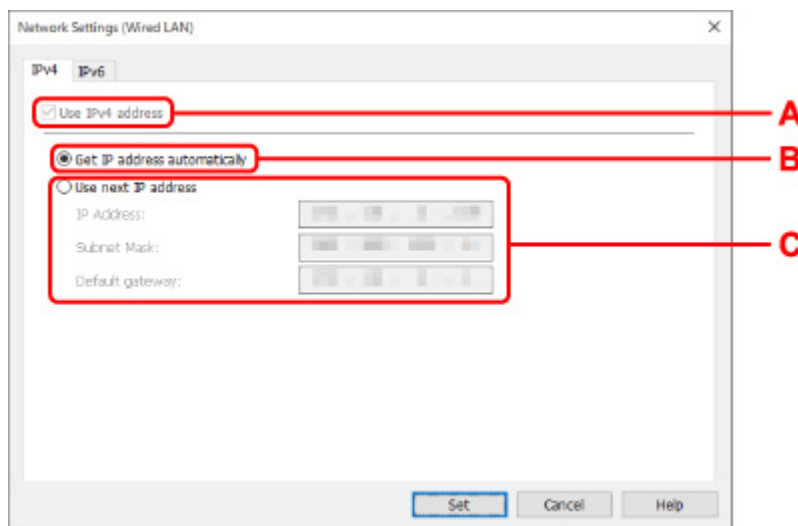 Network Settings (Wired LAN)
IPv4 IPv6
Use IPv4 address A
Get IP address automatically B
Use next IP address
IP Address:
Subnet Mask: C
Default gateway:
Set Cancel Help